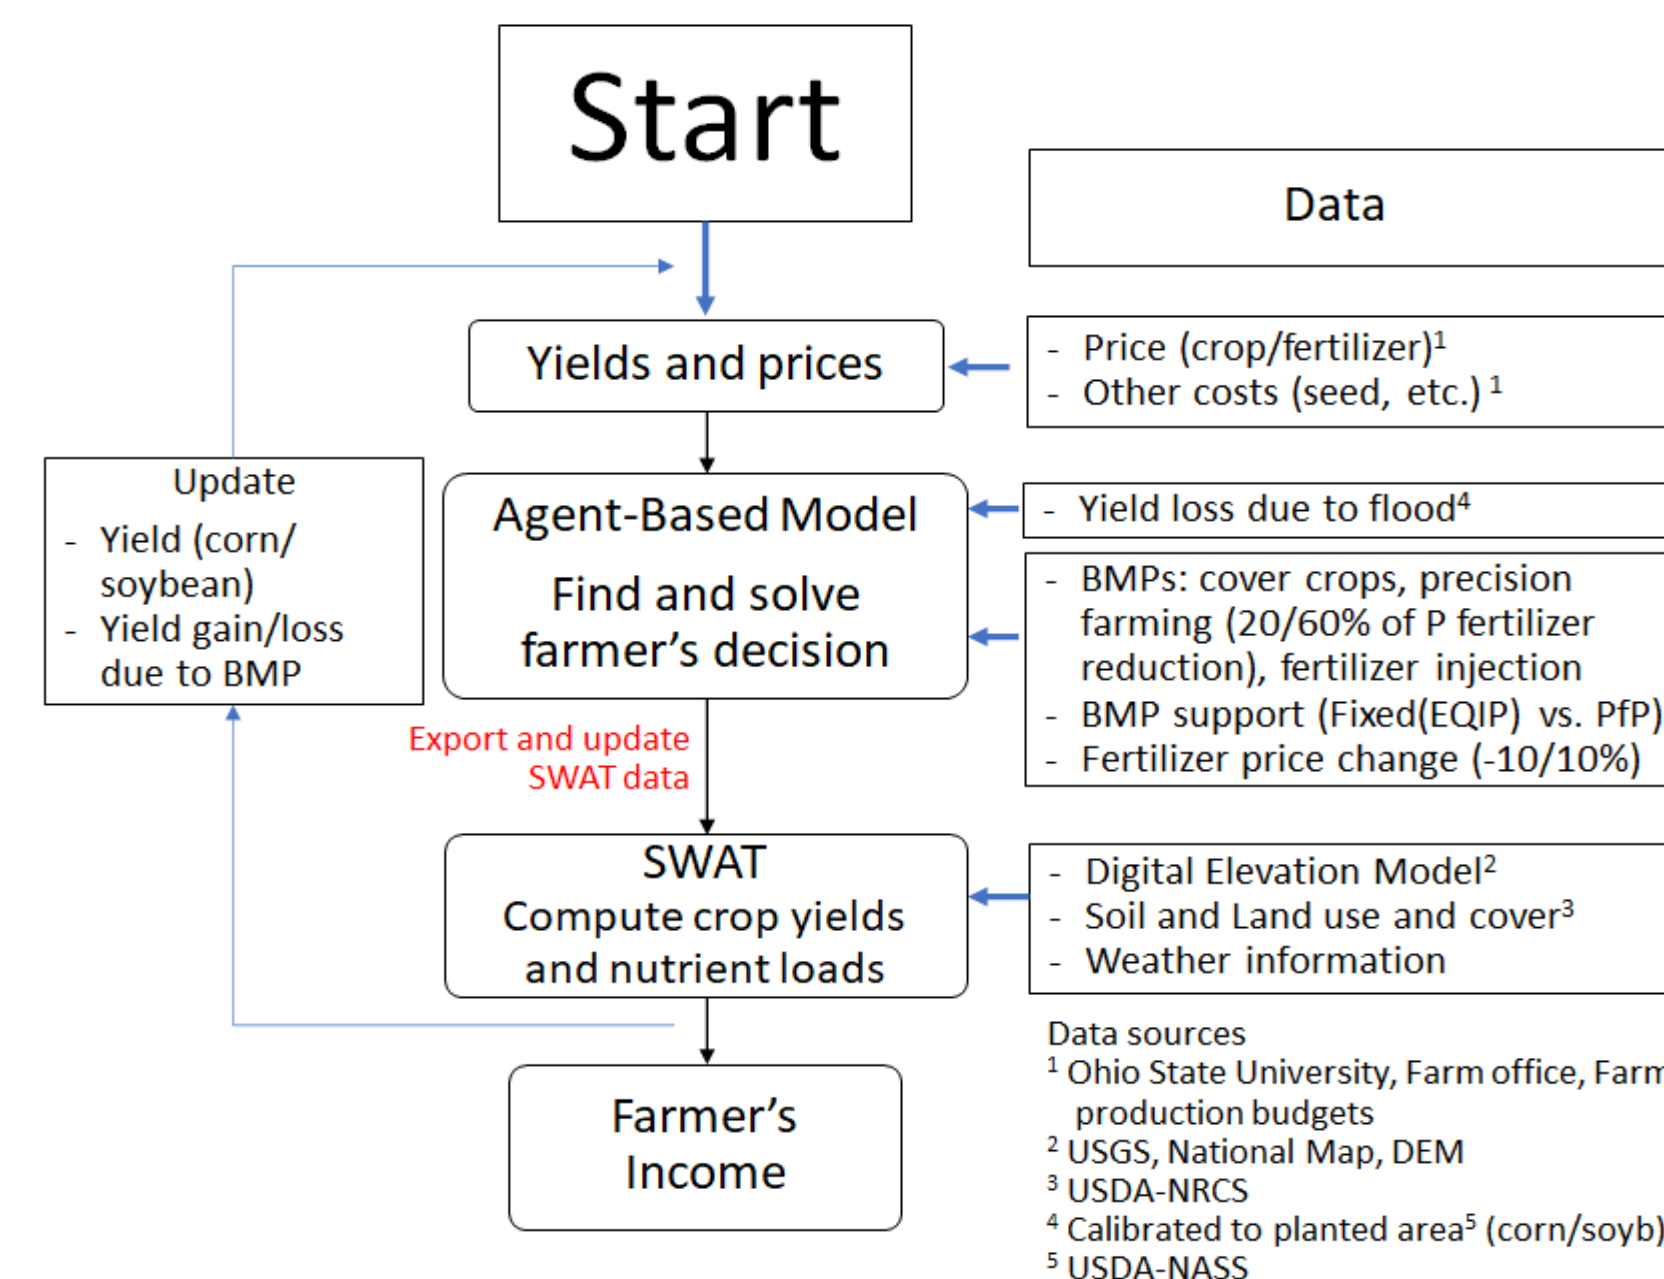 Start
Data
Yields and prices
- Price (crop/fertilizer)¹
- Other costs (seed, etc.) ¹
Update
- Yield (corn/
soybean)
- Yield gain/loss
due to BMP
Agent-Based Model
Find and solve
farmer’s decision
- Yield loss due to flood⁴
- BMPs: cover crops, precision
farming (20/60% of P fertilizer
reduction), fertilizer injection
- BMP support (Fixed(EQIP) vs. PfP)
- Fertilizer price change (-10/10%)
Export and update
SWAT data
SWAT
Compute crop yields
and nutrient loads
- Digital Elevation Model²
- Soil and Land use and cover³
- Weather information
Farmer’s
Income
Data sources
¹ Ohio State University, Farm office, Farm
production budgets
² USGS, National Map, DEM
³ USDA-NRCS
⁴ Calibrated to planted area⁵ (corn/soyb)
⁵ USDA-NASS